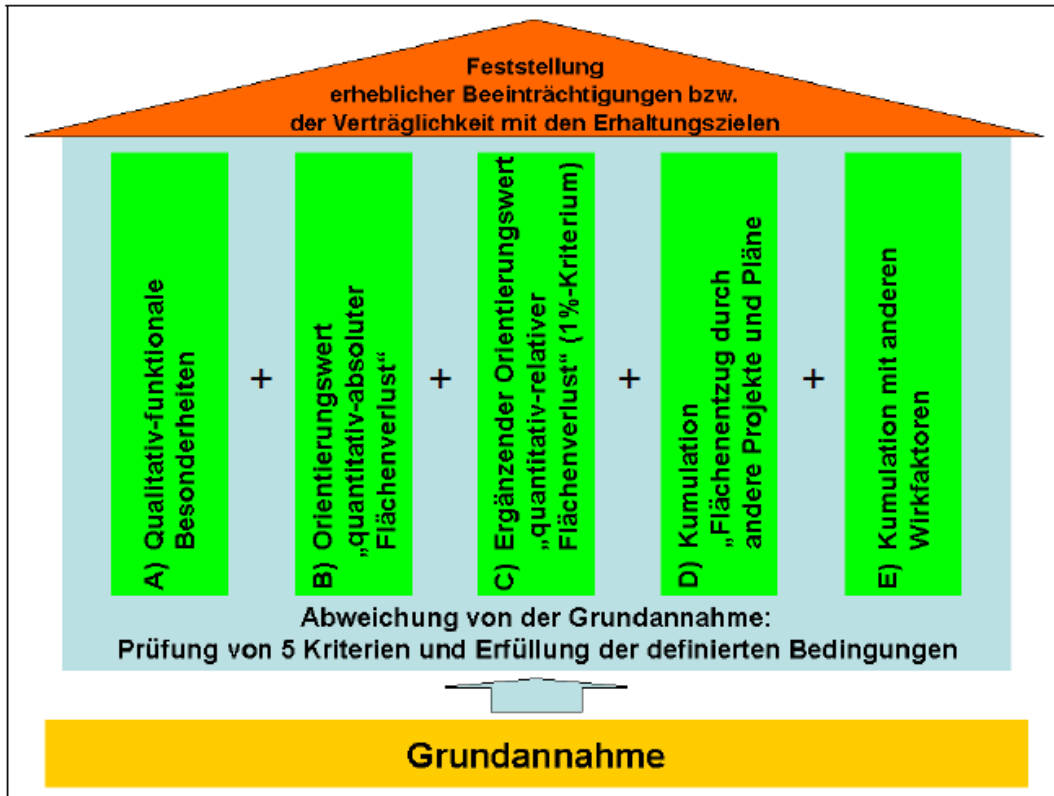 Feststellung
erheblicher Beeinträchtigungen bzw.
der Verträglichkeit mit den Erhaltungszielen
A) Qualitativ-funktionale
Besonderheiten
+
B) Orientierungswert
„quantitativ-absoluter
Flächenverlust“
+
C) Ergänzender Orientierungswert
„quantitativ-relativer
Flächenverlust“ (1%-Kriterium)
+
D) Kumulation
„Flächenentzug durch
andere Projekte und Pläne
+
E) Kumulation mit anderen
Wirkfaktoren
Abweichung von der Grundannahme:
Prüfung von 5 Kriterien und Erfüllung der definierten Bedingungen
Grundannahme